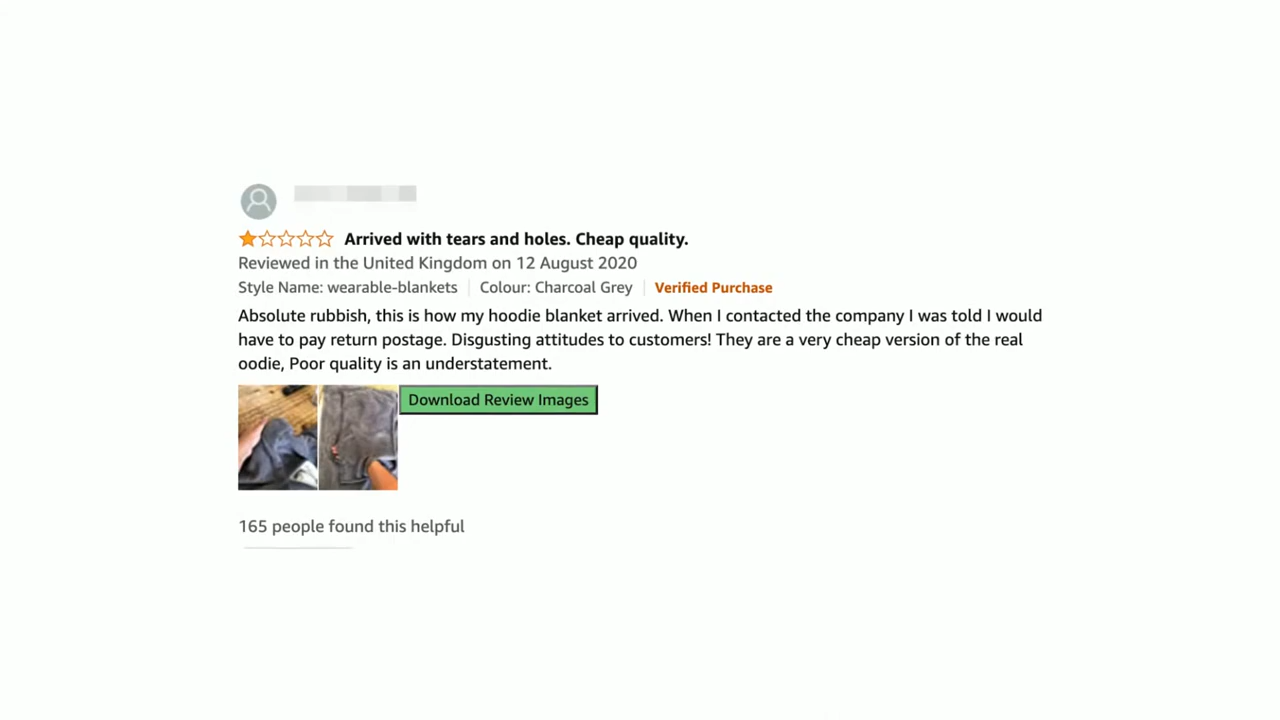 Arrived with tears and holes. Cheap quality.
Reviewed in the United Kingdom on 12 August 2020
Style Name: wearable-blankets Colour: Charcoal Grey Verified Purchase
Absolute rubbish, this is how my hoodie blanket arrived. When I contacted the company I was told I would
have to pay return postage. Disgusting attitudes to customers! They are a very cheap version of the real
oodie, Poor quality is an understatement.
Download Review Images
165 people found this helpful